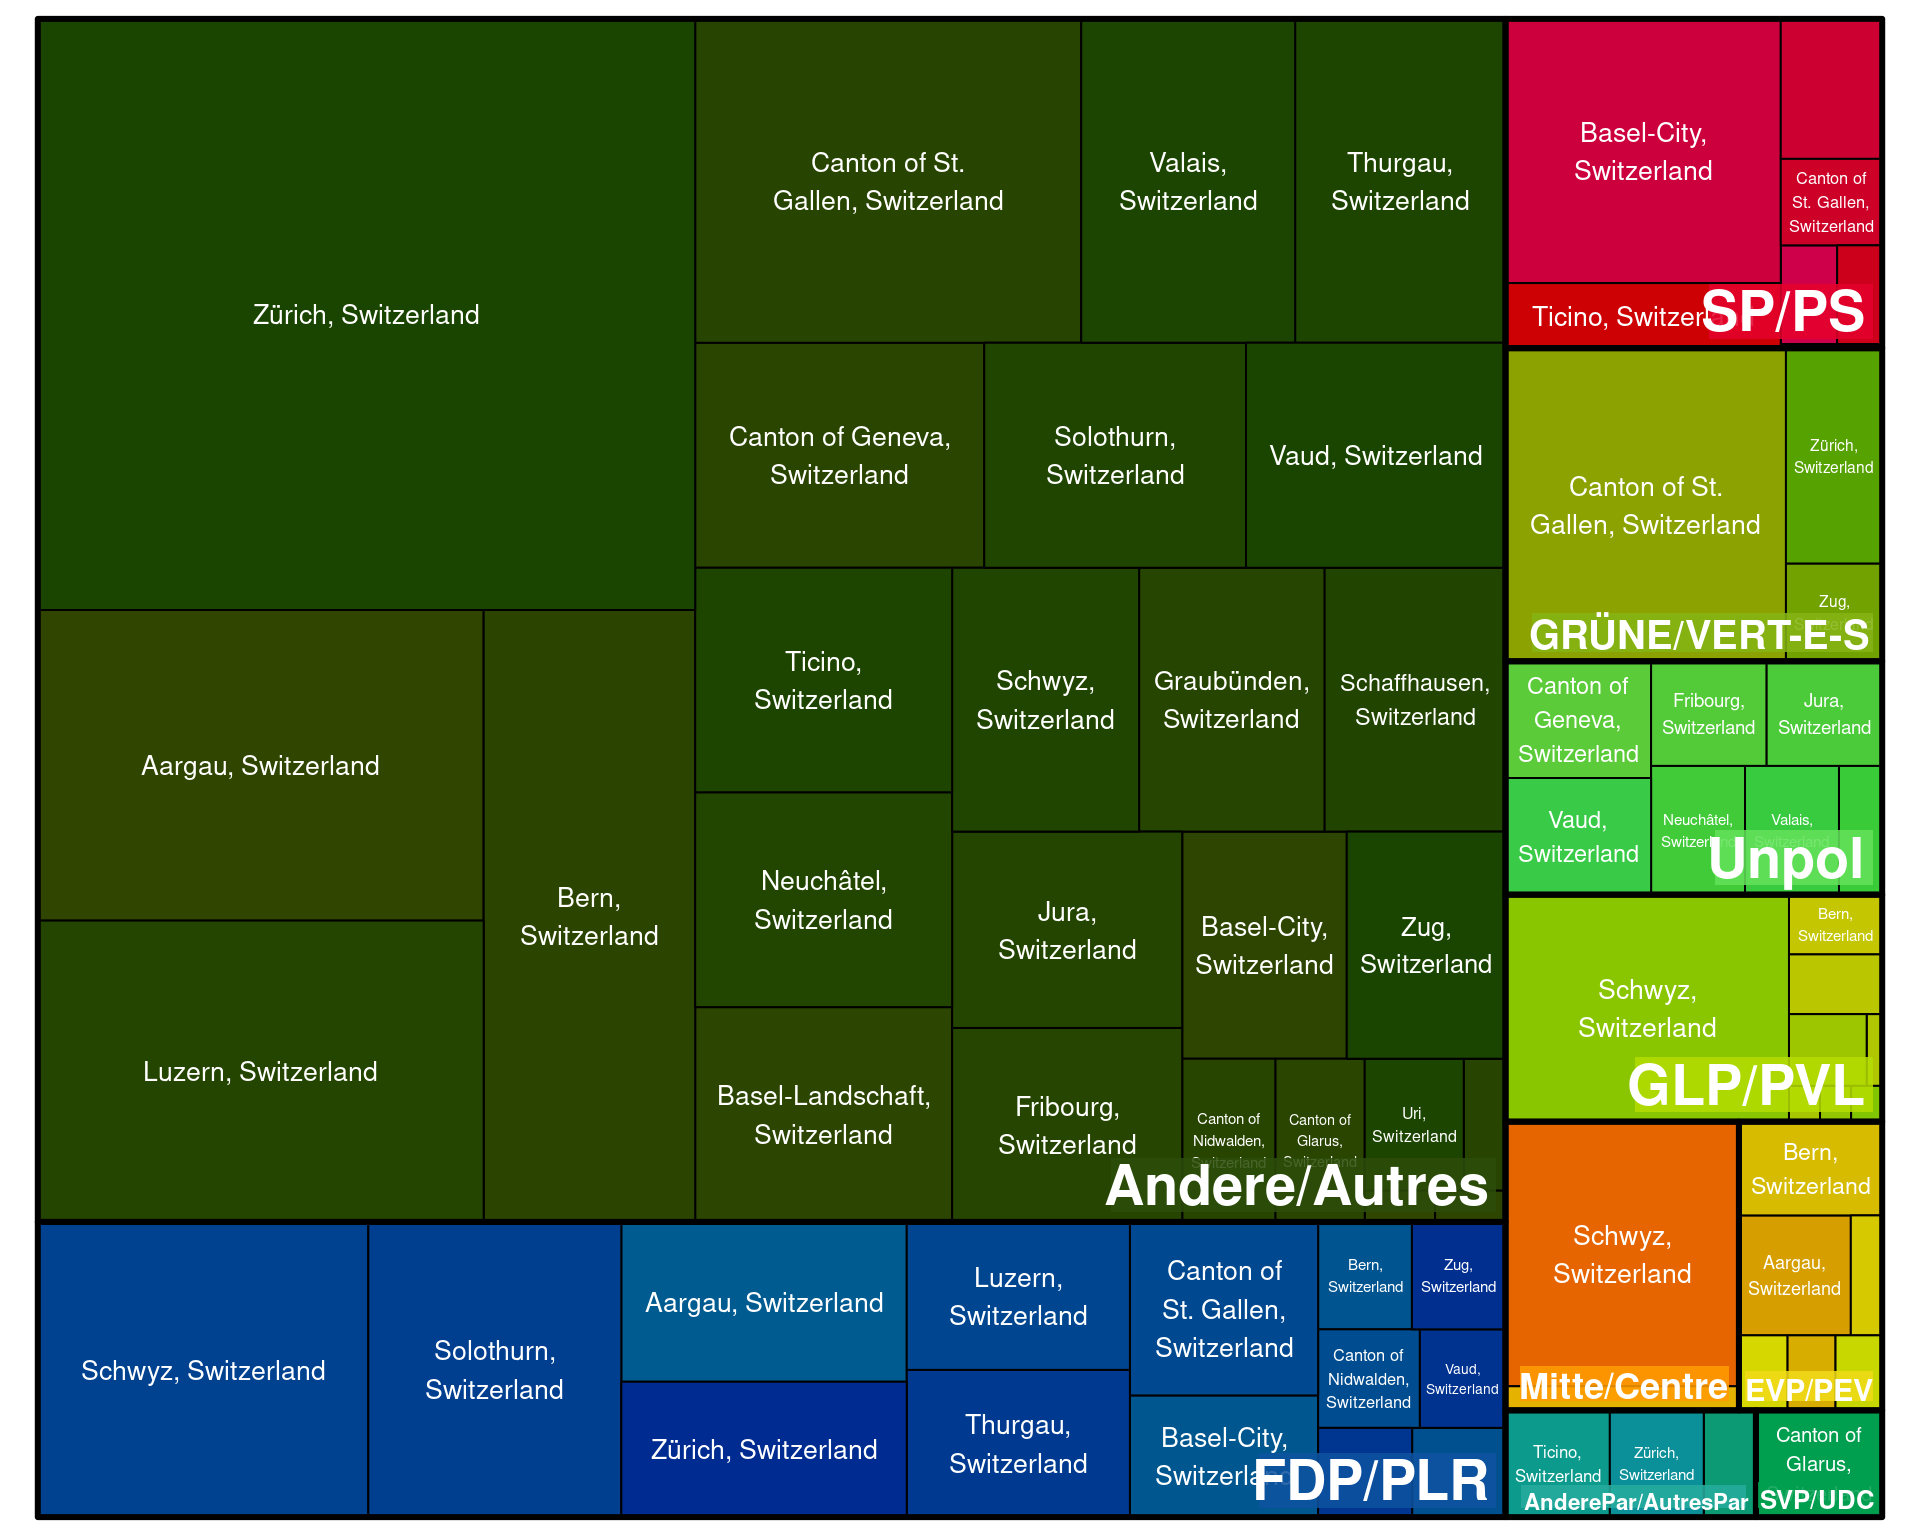 Zürich, Switzerland
Canton of St.
Gallen, Switzerland
Valais,
Switzerland
Thurgau,
Switzerland
Canton of Geneva,
Switzerland
Solothurn,
Switzerland
Vaud, Switzerland
Aargau, Switzerland
Bern,
Switzerland
Luzern, Switzerland
Ticino,
Switzerland
Schwyz,
Switzerland
Graubünden,
Switzerland
Schaffhausen,
Switzerland
Neuchâtel,
Switzerland
Jura,
Switzerland
Basel-City,
Switzerland
Zug,
Switzerland
Basel-Landschaft,
Switzerland
Fribourg,
Switzerland
Canton of
Nidwalden,
Switzerland
Canton of
Glarus,
Switzerland
Uri,
Switzerland
Andere/Autres
Schwyz, Switzerland
Solothurn,
Switzerland
Aargau, Switzerland
Zürich, Switzerland
Luzern,
Switzerland
Thurgau,
Switzerland
Canton of
St. Gallen,
Switzerland
Basel-City,
Switzerland
Bern,
Switzerland
Zug,
Switzerland
Canton of
Nidwalden,
Switzerland
Vaud,
Switzerland
FDP/PLR
Basel-City,
Switzerland
Canton of
St. Gallen,
Switzerland
Ticino, Switzerland
SP/PS
Canton of St.
Gallen, Switzerland
Zürich,
Switzerland
Zug,
Switzerland
GRÜNE/VERT-E-S
Canton of
Geneva,
Switzerland
Fribourg,
Switzerland
Jura,
Switzerland
Vaud,
Switzerland
Neuchâtel,
Switzerland
Valais,
Switzerland
Unpol
Schwyz,
Switzerland
Bern,
Switzerland
GLP/PVL
Schwyz,
Switzerland
Mitte/Centre
Bern,
Switzerland
Aargau,
Switzerland
EVP/PEV
Ticino,
Switzerland
Zürich,
Switzerland
AnderePar/AutresPar
Canton of
Glarus,
SVP/UDC